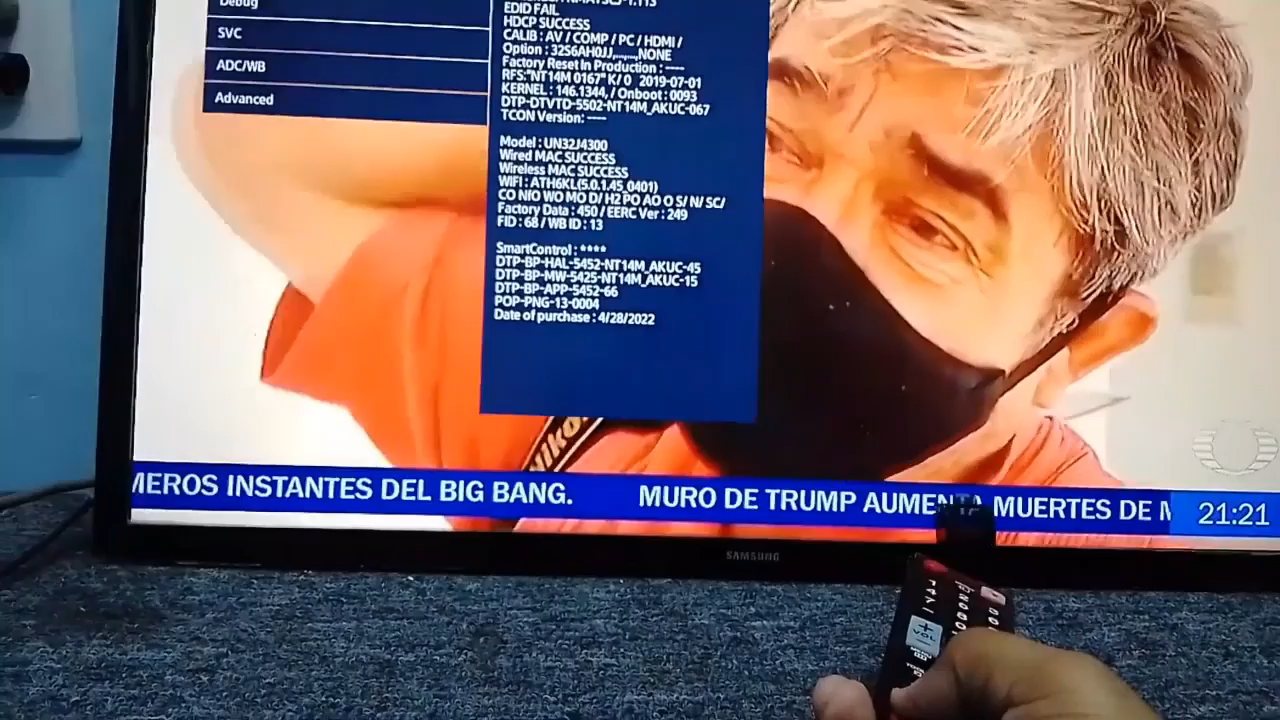 Debug
SVC
ADC/WB
Advanced
EDID FAIL
HDCP SUCCESS
CALIB : AV / COMP / PC / HDMI /
Option : 32S6AH0JJ,,,,,,NONE
Factory Reset In Production : ----
RFS:"NT14M 0167" K/ 0 2019-07-01
KERNEL : 146.1344, / Onboot : 0093
DTP-DTVTD-5502-NT14M_AKUC-067
TCON Version: ----
Model : UN32J4300
Wired MAC SUCCESS
Wireless MAC SUCCESS
WIFI : ATH6KL(5.0.1.45_0401)
CO NIO WO MO D/ H2 PO AO O S/ N/ SC/
Factory Data : 450 / EERC Ver : 249
FID : 68 / WB ID : 13
SmartControl : ****
DTP-BP-HAL-5452-NT14M_AKUC-45
DTP-BP-MW-5425-NT14M_AKUC-15
DTP-BP-APP-5452-66
POP-PNG-13-0004
Date of purchase : 4/28/2022
Nikon
MEROS INSTANTES DEL BIG BANG. MURO DE TRUMP AUMENTA MUERTES DE M 21:21
SAMSUNG
+
VOL
MENU